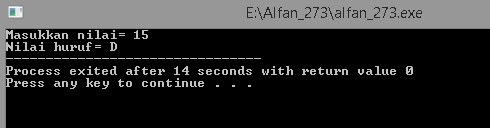 E:\Alfan_273\alfan_273.exe
Masukkan nilai= 15
Nilai huruf= D
--------------------------------
Process exited after 14 seconds with return value 0
Press any key to continue . . .